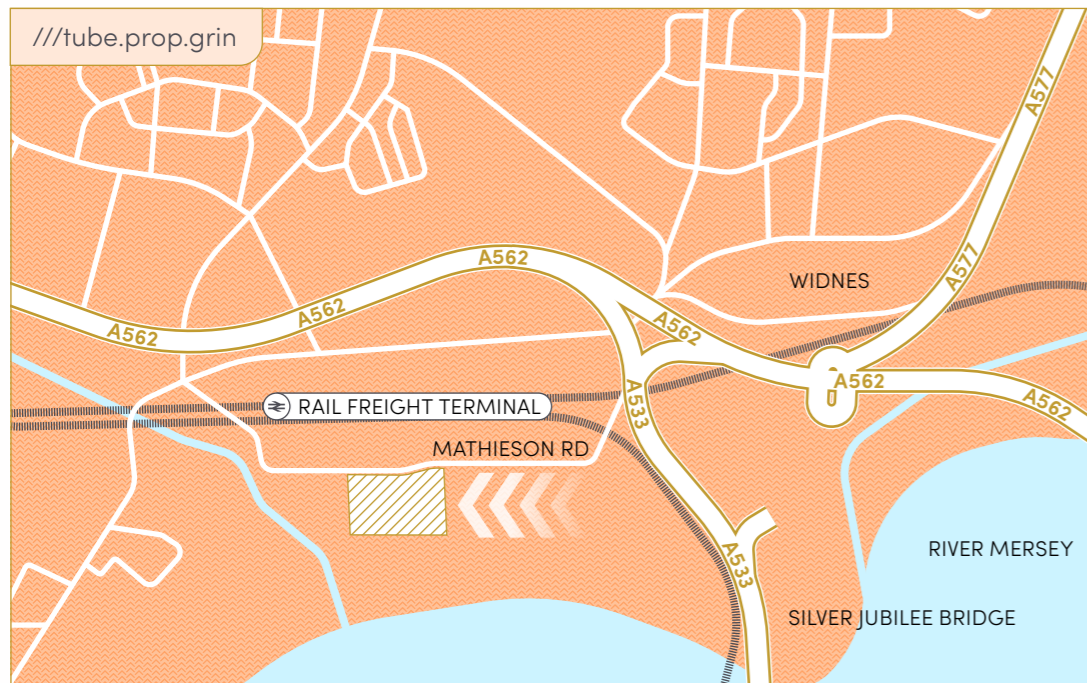 ///tube.prop.grin
A577
A562
WIDNES
A577
A562
A562
A562
A562
A562
A533
RAIL FREIGHT TERMINAL
MATHIESON RD
A533
RIVER MERSEY
SILVER JUBILEE BRIDGE